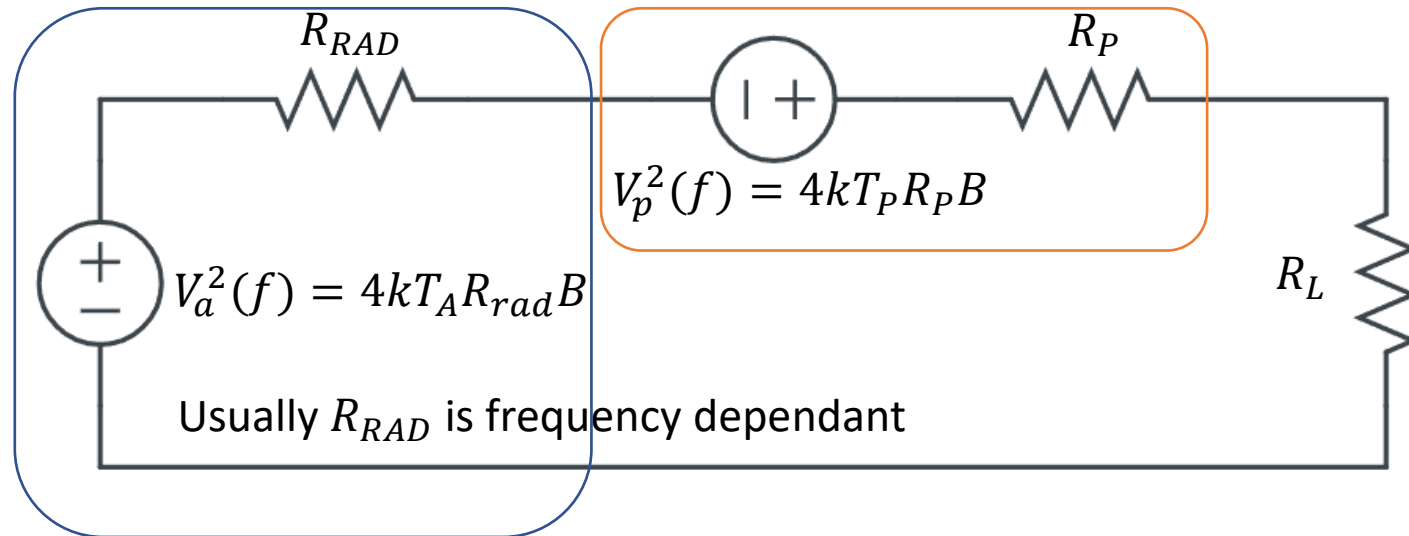 R_RAD
R_P
V_p^2(f) = 4kT_P R_P B
+
−
V_a^2(f) = 4kT_A R_rad B
− +
R_L
Usually R_RAD is frequency dependant